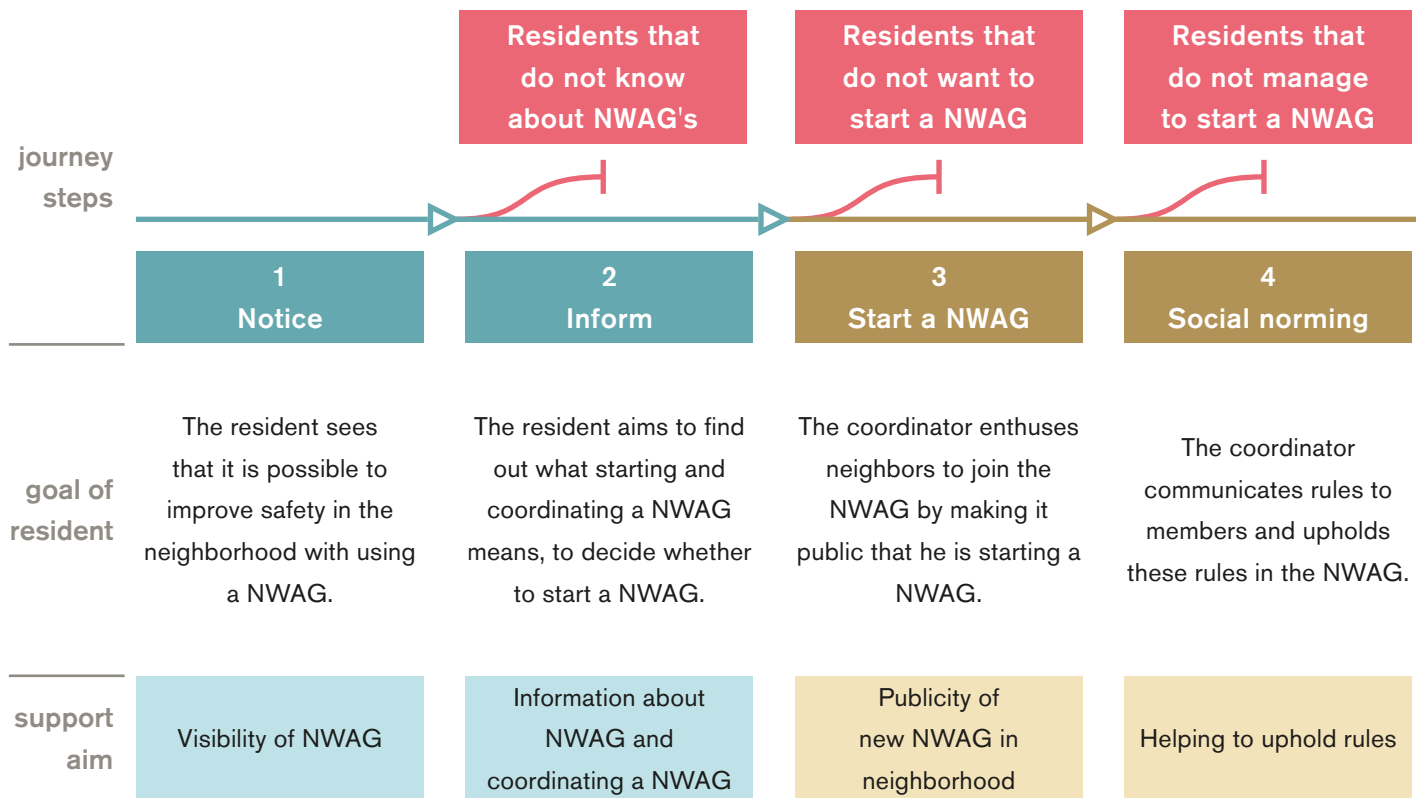 Residents that
do not know
about NWAG's
Residents that
do not want to
start a NWAG
Residents that
do not manage
to start a NWAG
journey
steps
1
Notice
2
Inform
3
Start a NWAG
4
Social norming
goal of
resident
The resident sees
that it is possible to
improve safety in the
neighborhood with using
a NWAG.
The resident aims to find
out what starting and
coordinating a NWAG
means, to decide whether
to start a NWAG.
The coordinator enthuses
neighbors to join the
NWAG by making it
public that he is starting a
NWAG.
The coordinator
communicates rules to
members and upholds
these rules in the NWAG.
support
aim
Visibility of NWAG
Information about
NWAG and
coordinating a NWAG
Publicity of
new NWAG in
neighborhood
Helping to uphold rules